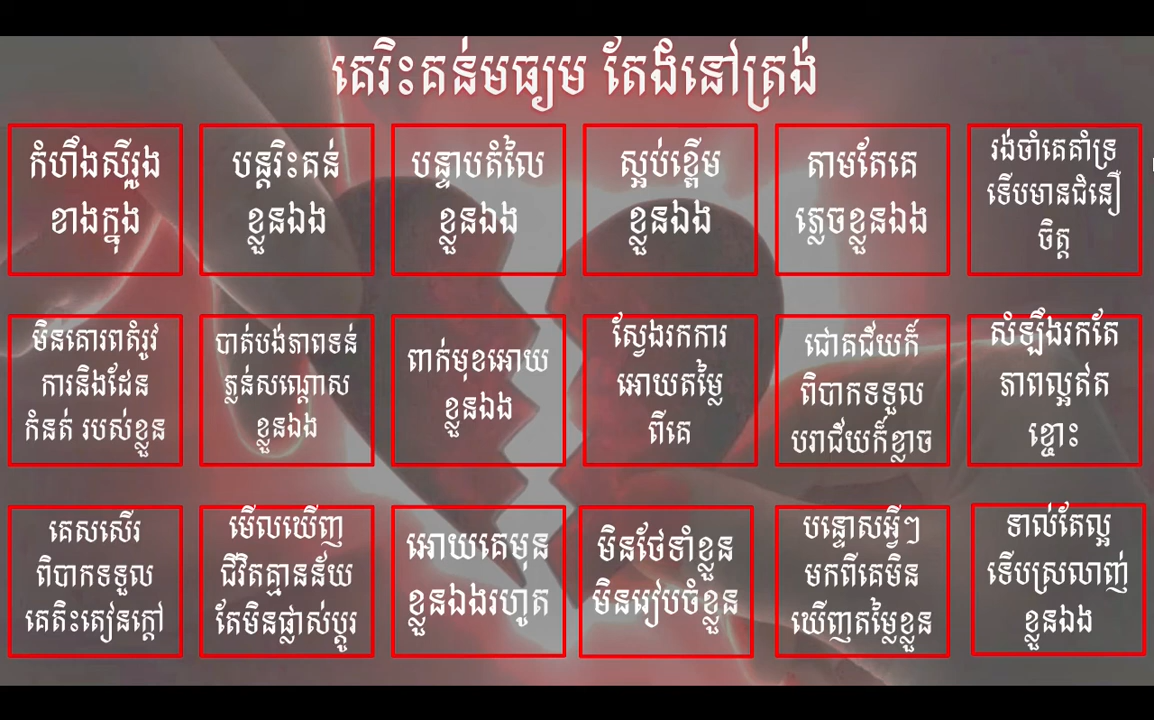 គេរិះគន់មធ្យម តែងំនៅត្រង់
កំហឹងស៊ីរូង
ខាងក្នុង
បន្តរិះគន់
ខ្លួនឯង
បន្ទាបតំលៃ
ខ្លួនឯង
ស្អប់ខ្ពើម
ខ្លួនឯង
តាមតែគេ
ភ្លេចខ្លួនឯង
រង់ចាំគេគាំទ្រ
ទើបមានជំនឿ
ចិត្ត
មិនគោរពតំរូវ
ការនិងដែន
កំនត់ របស់ខ្លួន
បាត់បង់ភាពទន់
ភ្លន់សណ្តោស
ខ្លួនឯង
ពាក់មុខអោយ
ខ្លួនឯង
ស្វែងរកការ
អោយតម្លៃ
ពីគេ
ជោគជ័យក៏
ពិបាកទទួល
បរាជ័យក៏ខ្លាច
សំឡឹងរកតែ
ភាពល្អឥត
ខ្ចោះ
គេសសើរ
ពិបាកទទួល
គេតិះតៀនក្តៅ
មើលឃើញ
ជីវិតគ្មានន័យ
តែមិនផ្លាស់ប្តូរ
អោយគេមុន
ខ្លួនឯងរហូត
មិនថែទាំខ្លួន
មិនរៀបចំខ្លួន
បន្ទោសអ្វីៗ
មកពីគេមិន
ឃើញតម្លៃខ្លួន
ទាល់តែល្អ
ទើបស្រលាញ់
ខ្លួនឯង